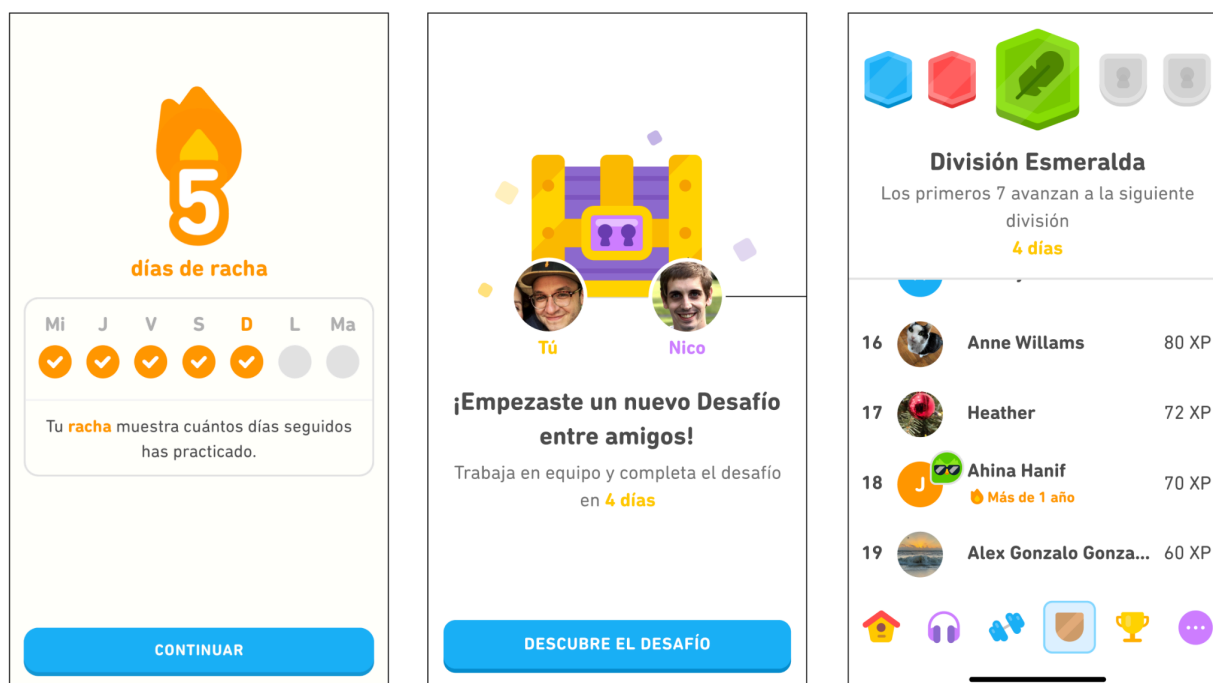 5
días de racha
Mi J V S D L Ma
Tu racha muestra cuántos días seguidos
has practicado.
CONTINUAR
Tú
Nico
¡Empezaste un nuevo Desafío
entre amigos!
Trabaja en equipo y completa el desafío
en 4 días
DESCUBRE EL DESAFÍO
División Esmeralda
Los primeros 7 avanzan a la siguiente
división
4 días
16 Anne Willams 80 XP
17 Heather 72 XP
18 J Ahina Hanif 70 XP
Más de 1 año
19 Alex Gonzalo Gonza... 60 XP